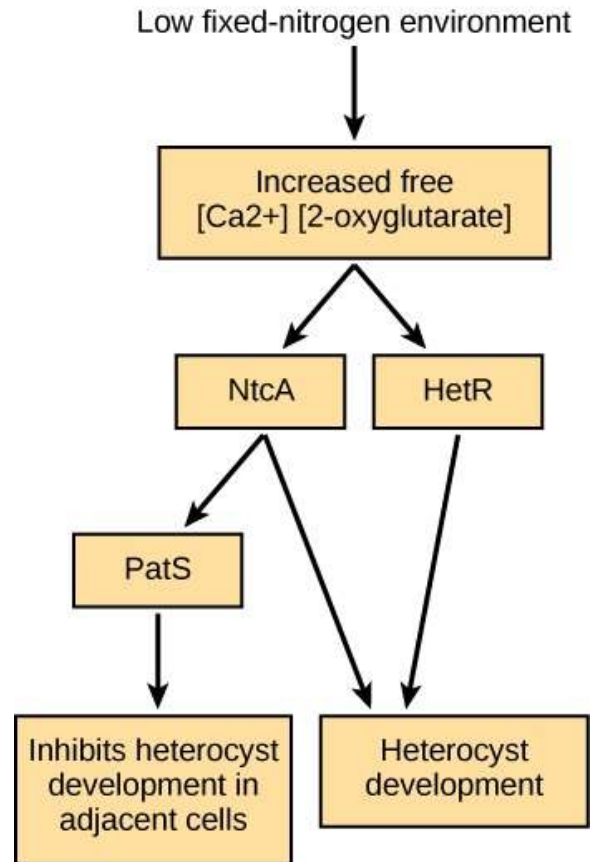 Low fixed-nitrogen environment
Increased free
[Ca2+] [2-oxyglutarate]
NtcA
HetR
PatS
Inhibits heterocyst
development in
adjacent cells
Heterocyst
development